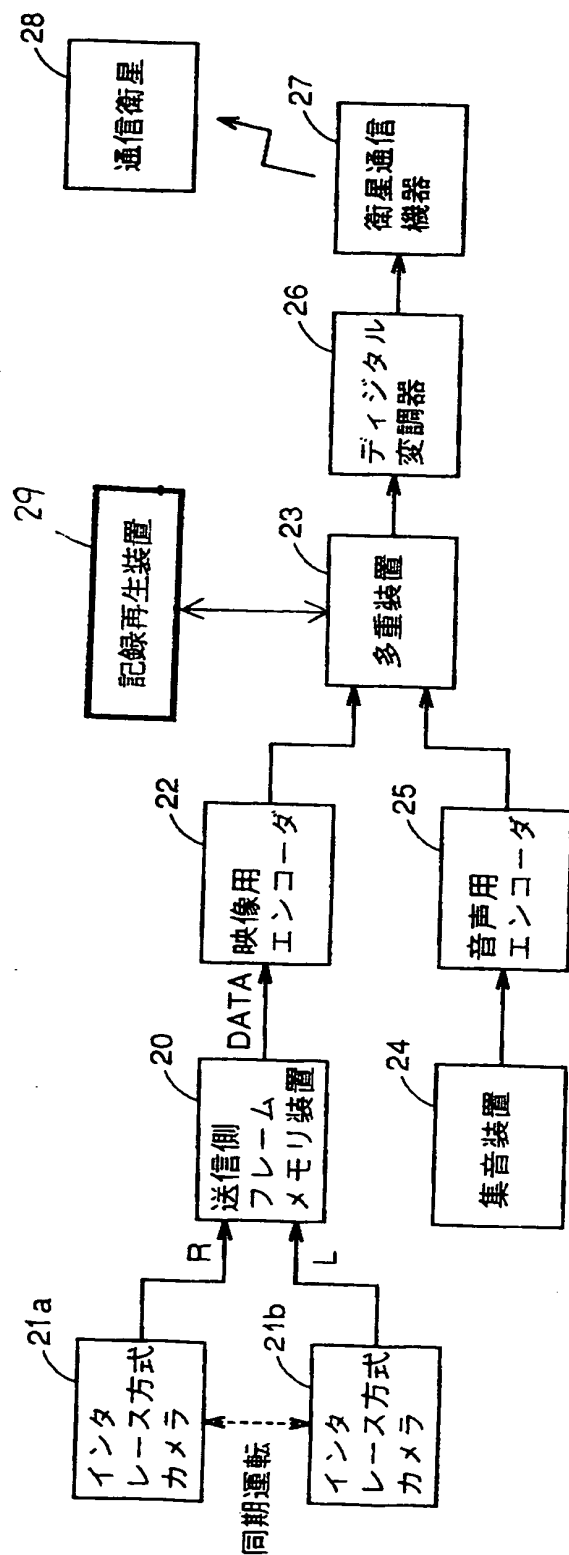 21a
インタ
レース方式
カメラ
同期運転
21b
インタ
レース方式
カメラ
R
L
20
送信側
フレーム
メモリ装置
DATA
22
映像用
エンコーダ
24
集音装置
25
音声用
エンコーダ
29
記録再生装置
23
多重装置
26
ディジタル
変調器
27
衛星通信
機器
28
通信衛星